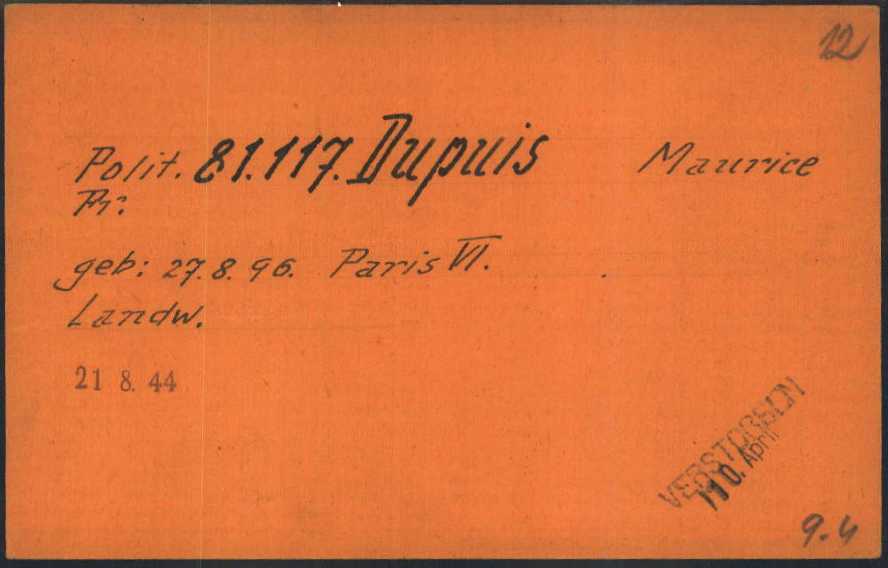 12
Polit. 81.117. Dupuis Maurice
Fr.
geb: 27.8.96. Paris VI.
Landw.
21 8. 44
VERSTORBEN
10. April
9.4